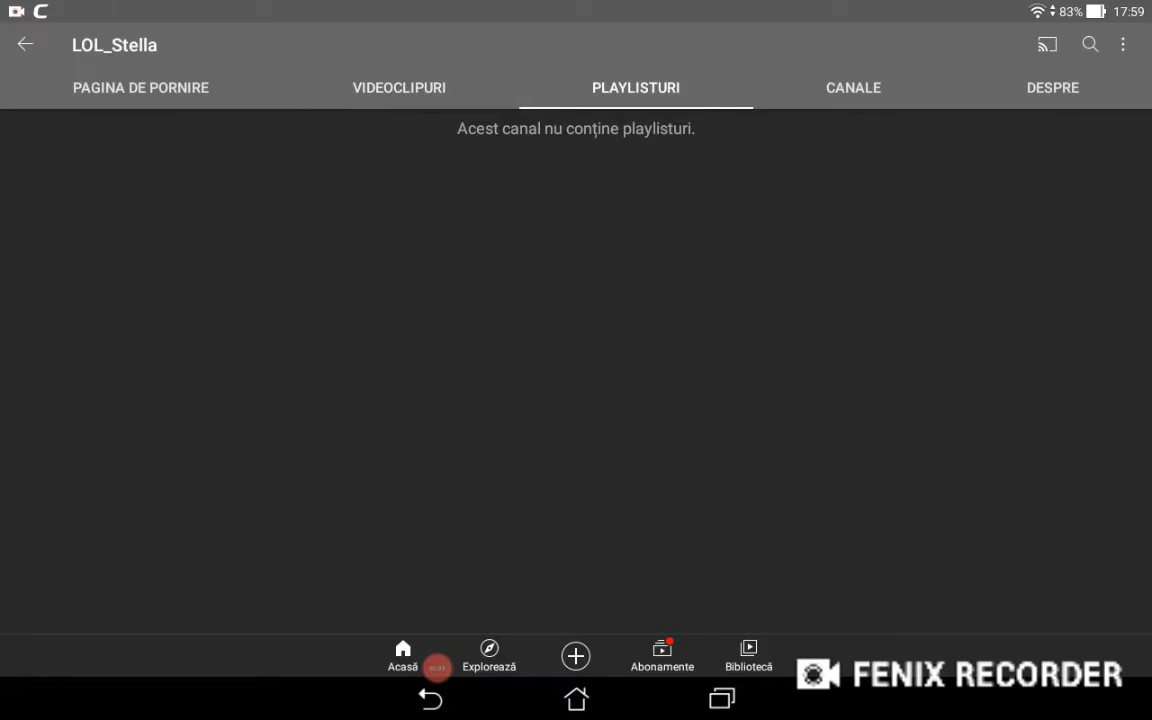 83% 17:59
LOL_Stella
PAGINA DE PORNIRE VIDEOCLIPURI PLAYLISTURI CANALE DESPRE
Acest canal nu conține playlisturi.
Acasă Explorează Abonamente Bibliotecă
FENIX RECORDER